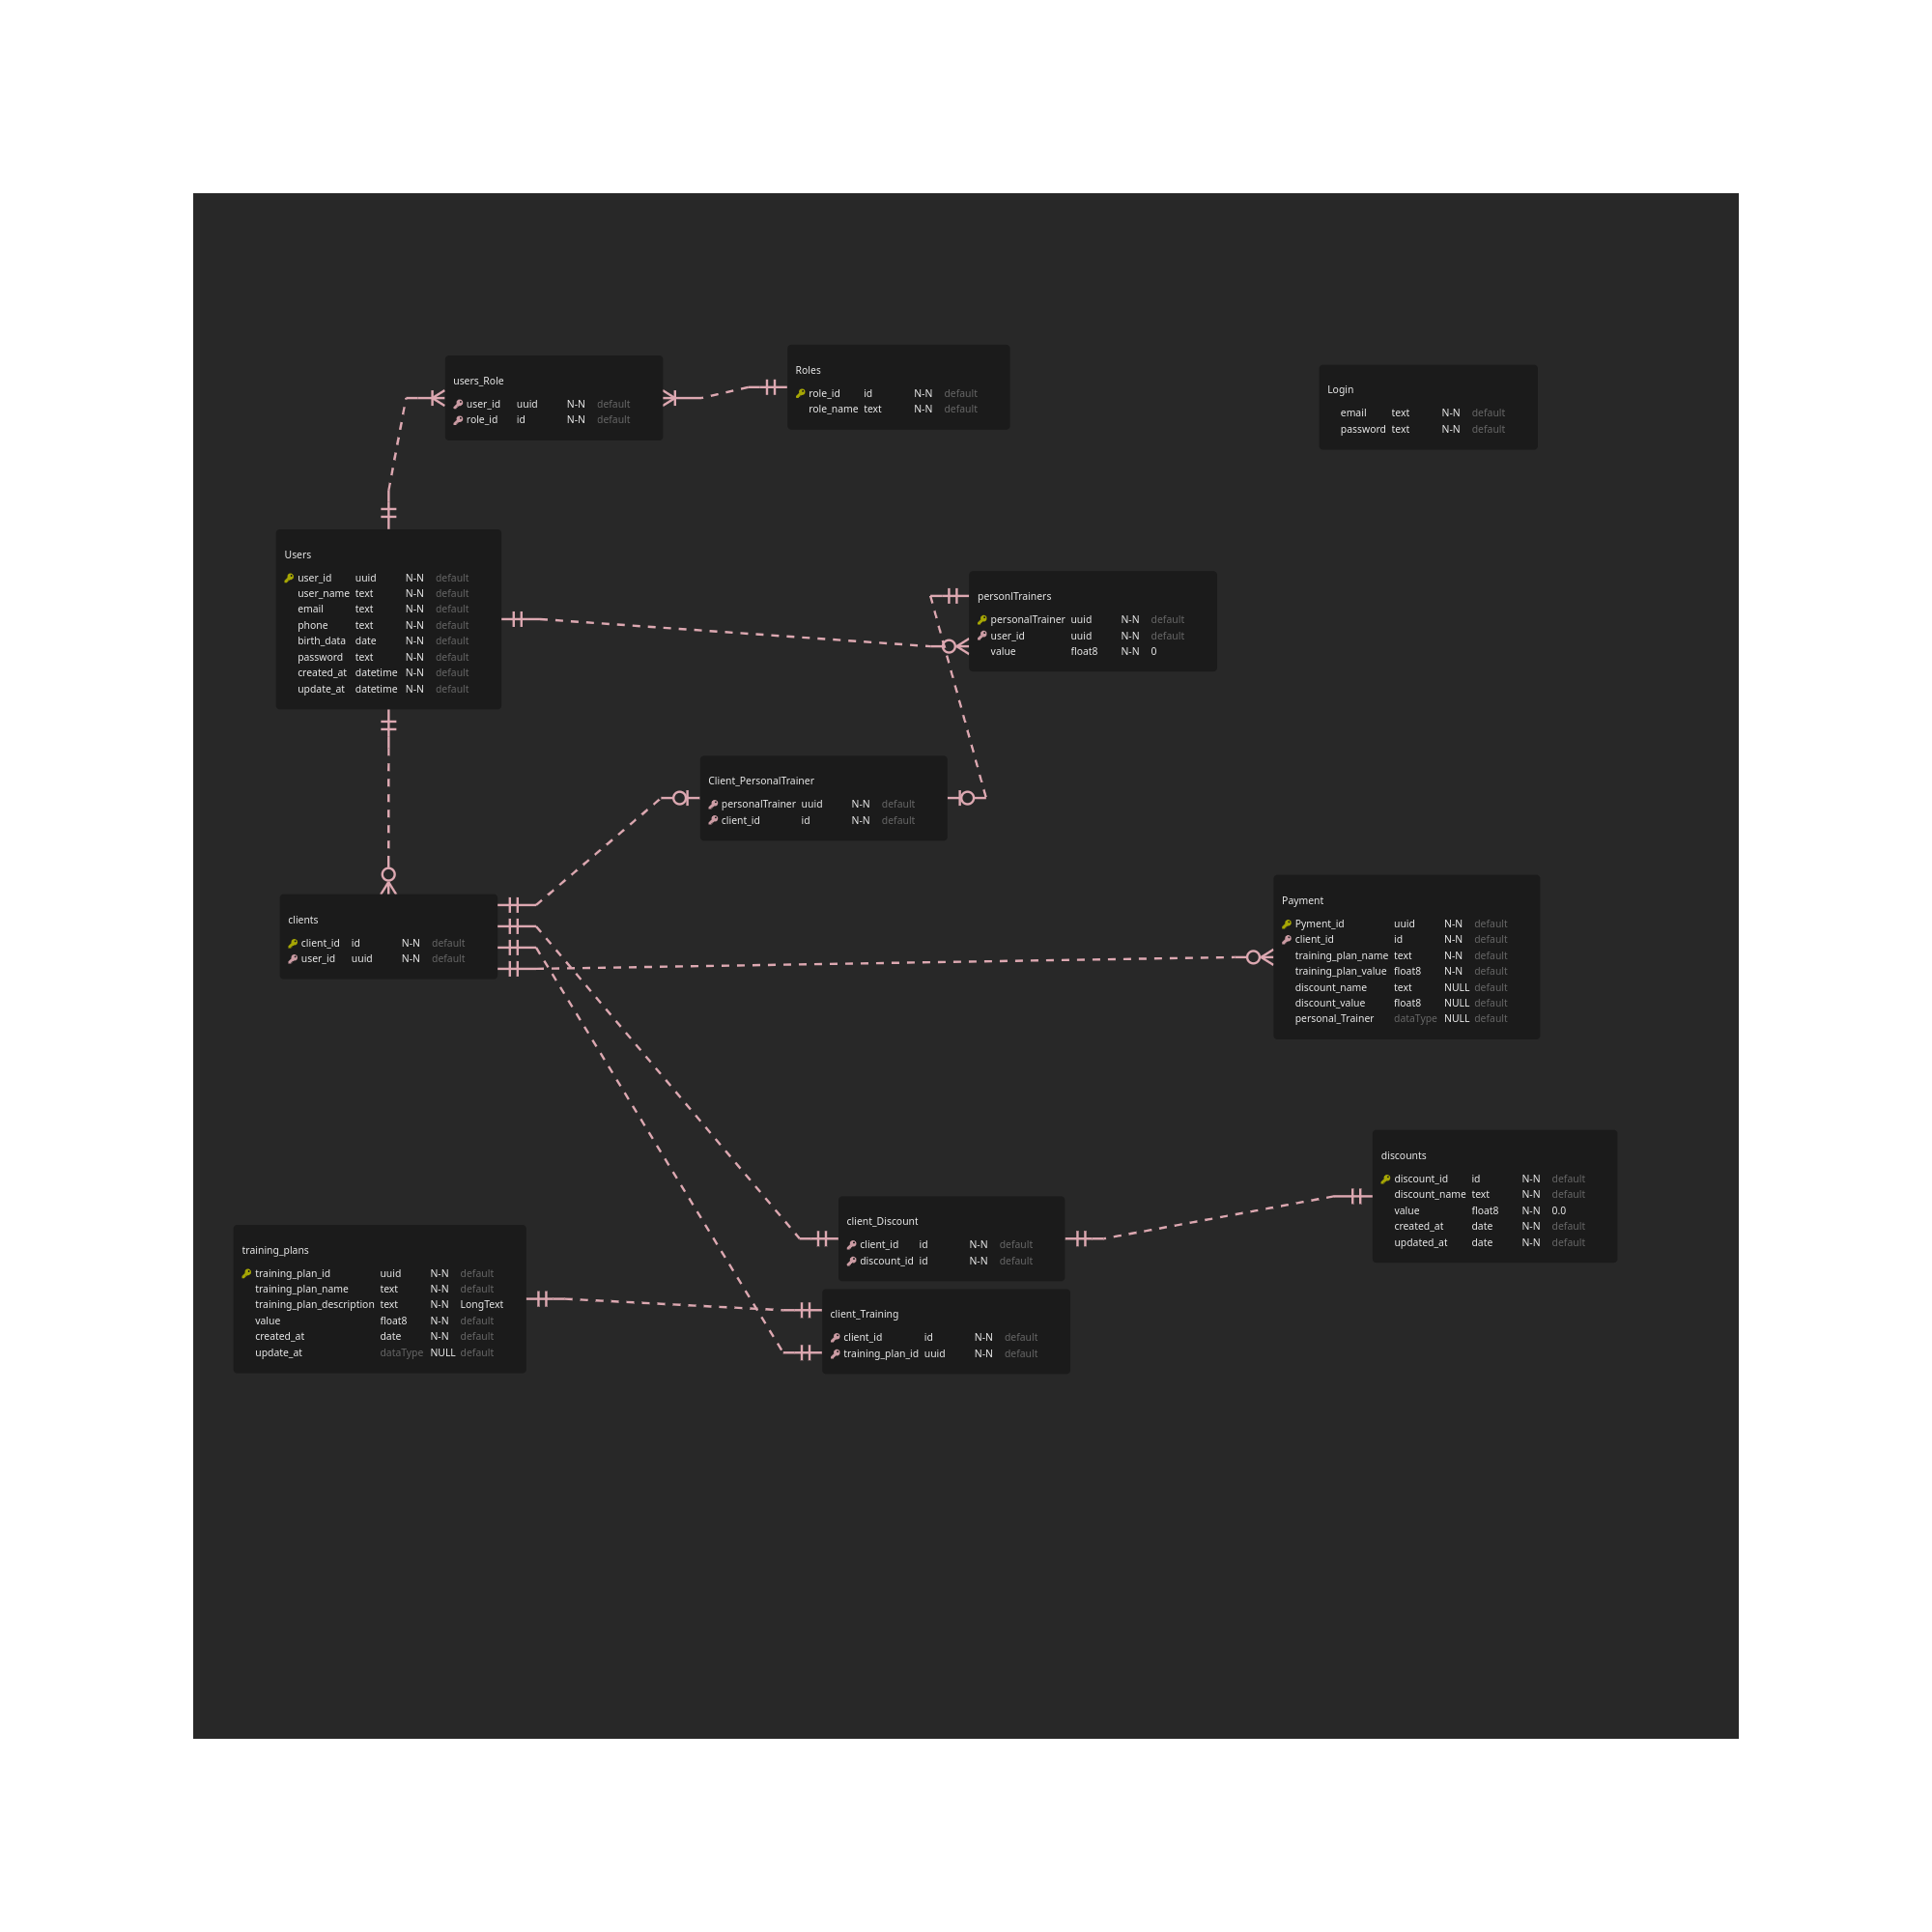 users_Role
user_id uuid N-N default
role_id id N-N default
Roles
role_id id N-N default
role_name text N-N default
Login
email text N-N default
password text N-N default
Users
user_id uuid N-N default
user_name text N-N default
email text N-N default
phone text N-N default
birth_data date N-N default
password text N-N default
created_at datetime N-N default
update_at datetime N-N default
personlTrainers
personalTrainer uuid N-N default
user_id uuid N-N default
value float8 N-N 0
Client_PersonalTrainer
personalTrainer uuid N-N default
client_id id N-N default
clients
client_id id N-N default
user_id uuid N-N default
Payment
Pyment_id uuid N-N default
client_id id N-N default
training_plan_name text N-N default
training_plan_value float8 N-N default
discount_name text NULL default
discount_value float8 NULL default
personal_Trainer dataType NULL default
discounts
discount_id id N-N default
discount_name text N-N default
value float8 N-N 0.0
created_at date N-N default
updated_at date N-N default
client_Discount
client_id id N-N default
discount_id id N-N default
training_plans
training_plan_id uuid N-N default
training_plan_name text N-N default
training_plan_description text N-N LongText
value float8 N-N default
created_at date N-N default
update_at dataType NULL default
client_Training
client_id id N-N default
training_plan_id uuid N-N default